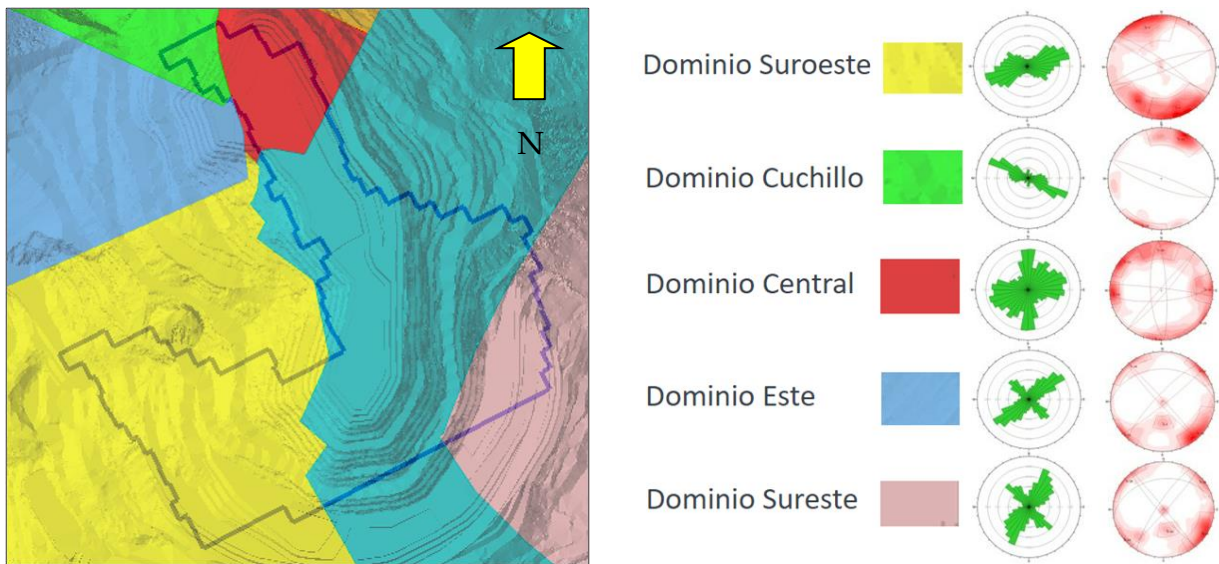 N
Dominio Suroeste
Dominio Cuchillo
Dominio Central
Dominio Este
Dominio Sureste